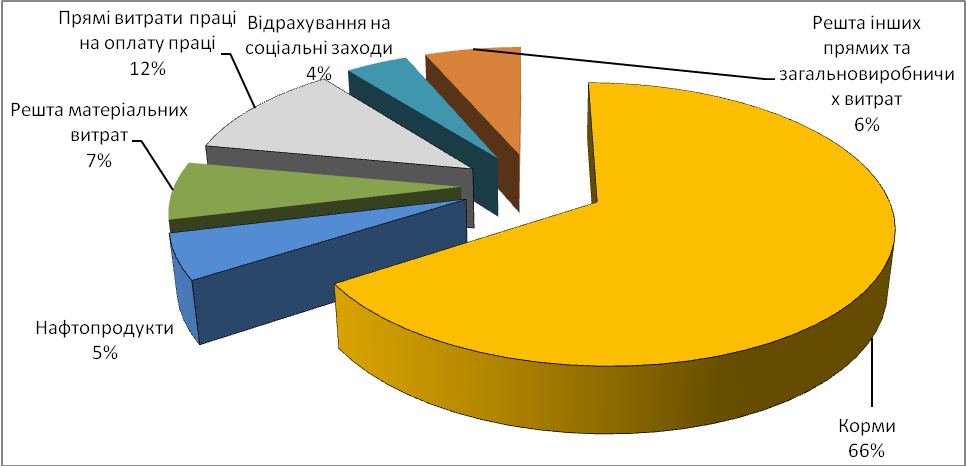 Прямі витрати праці
на оплату праці
12%
Відрахування на
соціальні заходи
4%
Решта інших
прямих та
загальновиробничи
х витрат
6%
Решта матеріальних
витрат
7%
Нафтопродукти
5%
Корми
66%